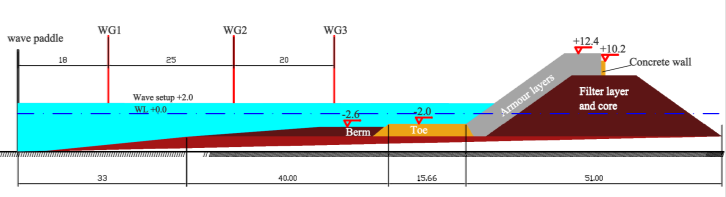 WG1
WG2
WG3
wave paddle
+12.4
+10.2
18
25
20
Concrete wall
Wave setup +2.0
WL +0.0
Armour layers
Filter layer
and core
-2.6
-2.0
Berm
Toe
33
40.00
15.66
51.00